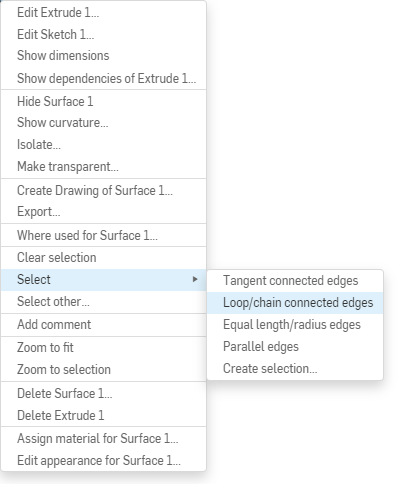 Edit Extrude 1...
Edit Sketch 1...
Show dimensions
Show dependencies of Extrude 1...
Hide Surface 1
Show curvature...
Isolate...
Make transparent...
Create Drawing of Surface 1...
Export...
Where used for Surface 1...
Clear selection
Select
Select other...
Add comment
Zoom to fit
Zoom to selection
Delete Surface 1...
Delete Extrude 1
Assign material for Surface 1...
Edit appearance for Surface 1...
Tangent connected edges
Loop/chain connected edges
Equal length/radius edges
Parallel edges
Create selection...